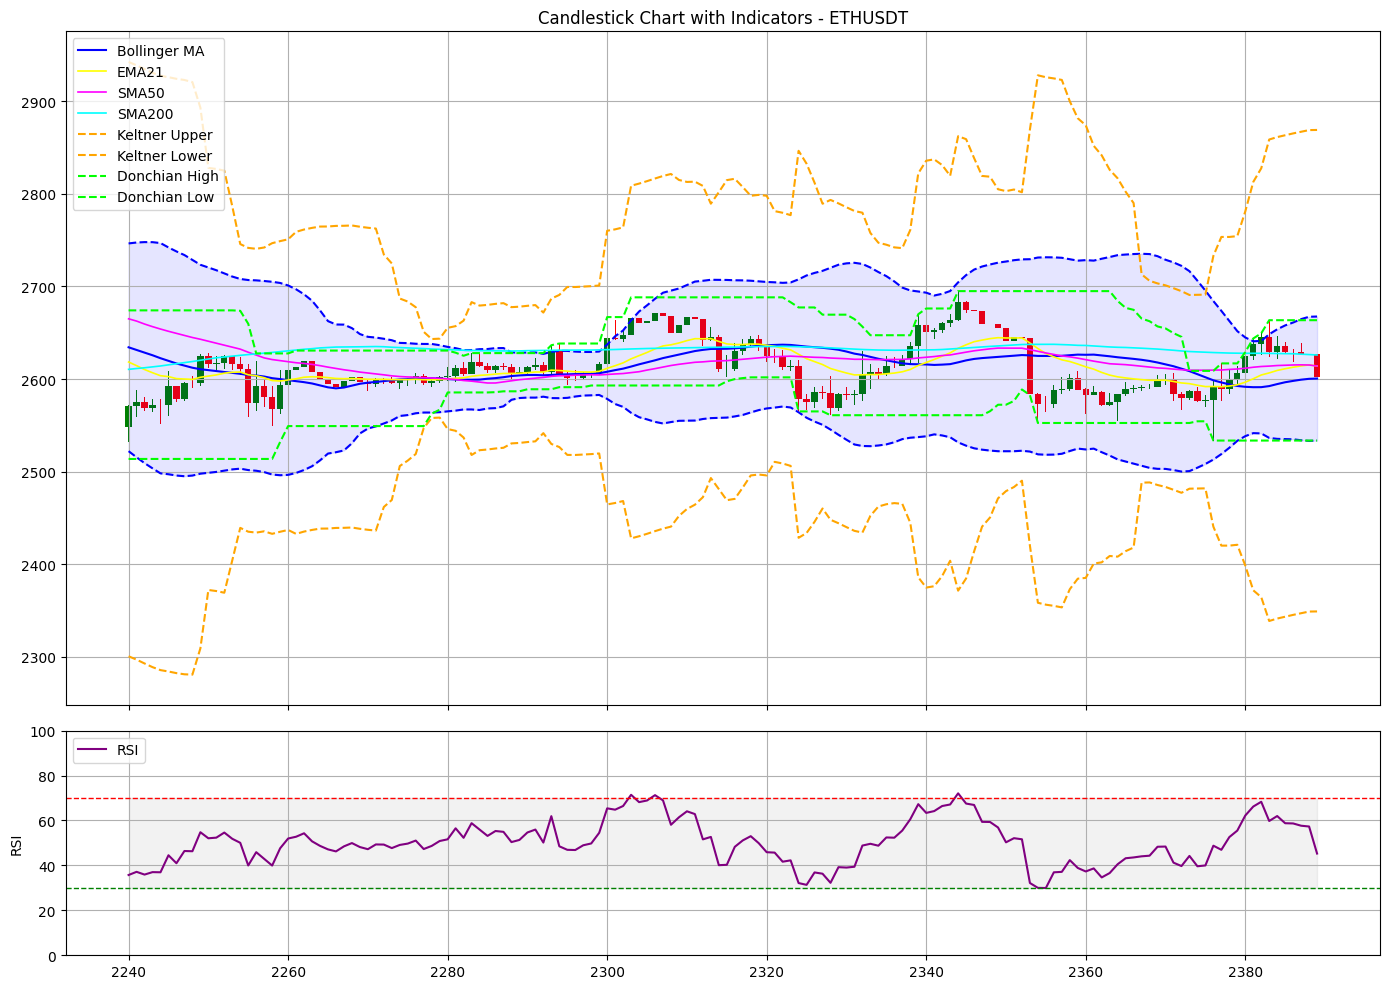 Candlestick Chart with Indicators - ETHUSDT
Bollinger MA
EMA21
SMA50
SMA200
Keltner Upper
Keltner Lower
Donchian High
Donchian Low
2900
2800
2700
2600
2500
2400
2300
RSI
RSI
100
80
60
40
20
0
2240 2260 2280 2300 2320 2340 2360 2380